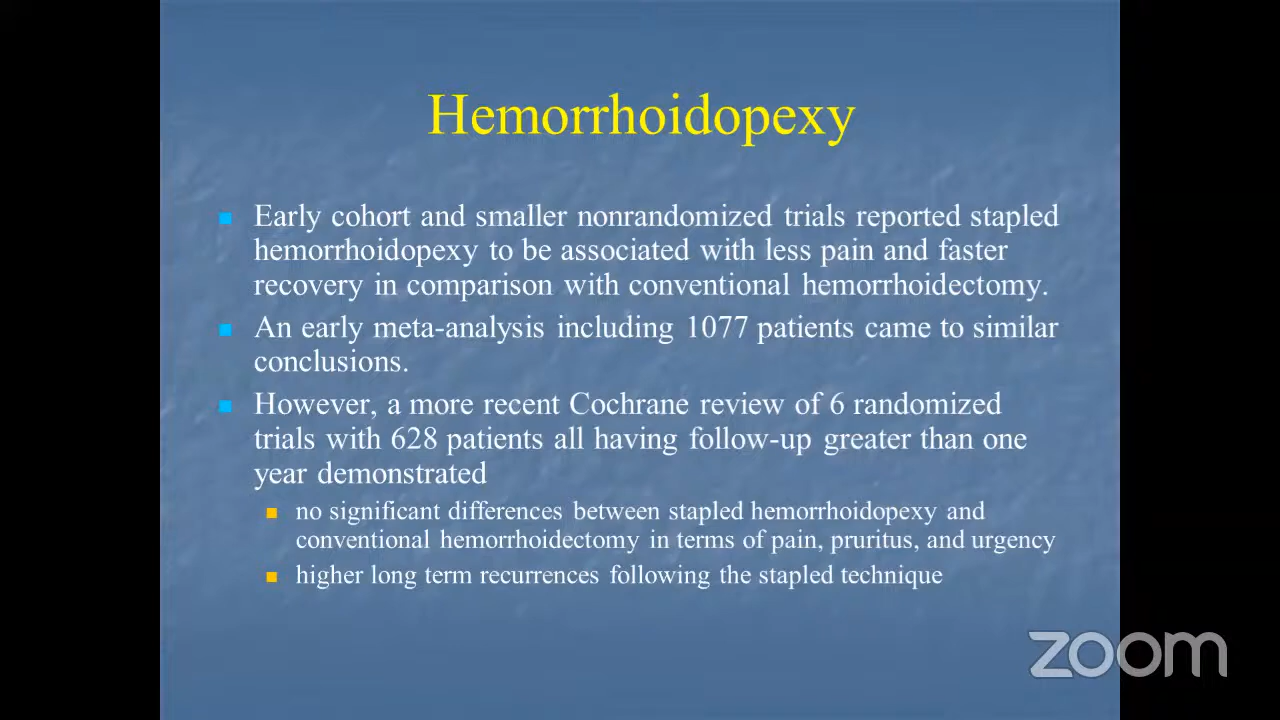 Hemorrhoidopexy
Early cohort and smaller nonrandomized trials reported stapled
hemorrhoidopexy to be associated with less pain and faster
recovery in comparison with conventional hemorrhoidectomy.
An early meta-analysis including 1077 patients came to similar
conclusions.
However, a more recent Cochrane review of 6 randomized
trials with 628 patients all having follow-up greater than one
year demonstrated
no significant differences between stapled hemorrhoidopexy and
conventional hemorrhoidectomy in terms of pain, pruritus, and urgency
higher long term recurrences following the stapled technique
zoom